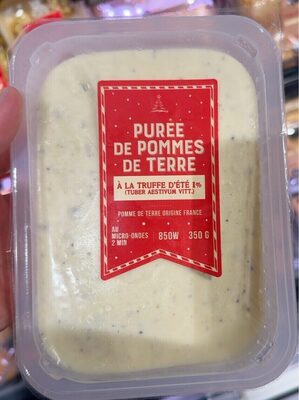 PURÉE
DE POMMES
DE TERRE
À LA TRUFFE D'ÉTÉ 1%
(TUBER AESTIVUM VITT.)
POMME DE TERRE ORIGINE FRANCE
AU
MICRO-ONDES
2 MIN
850W
350 G